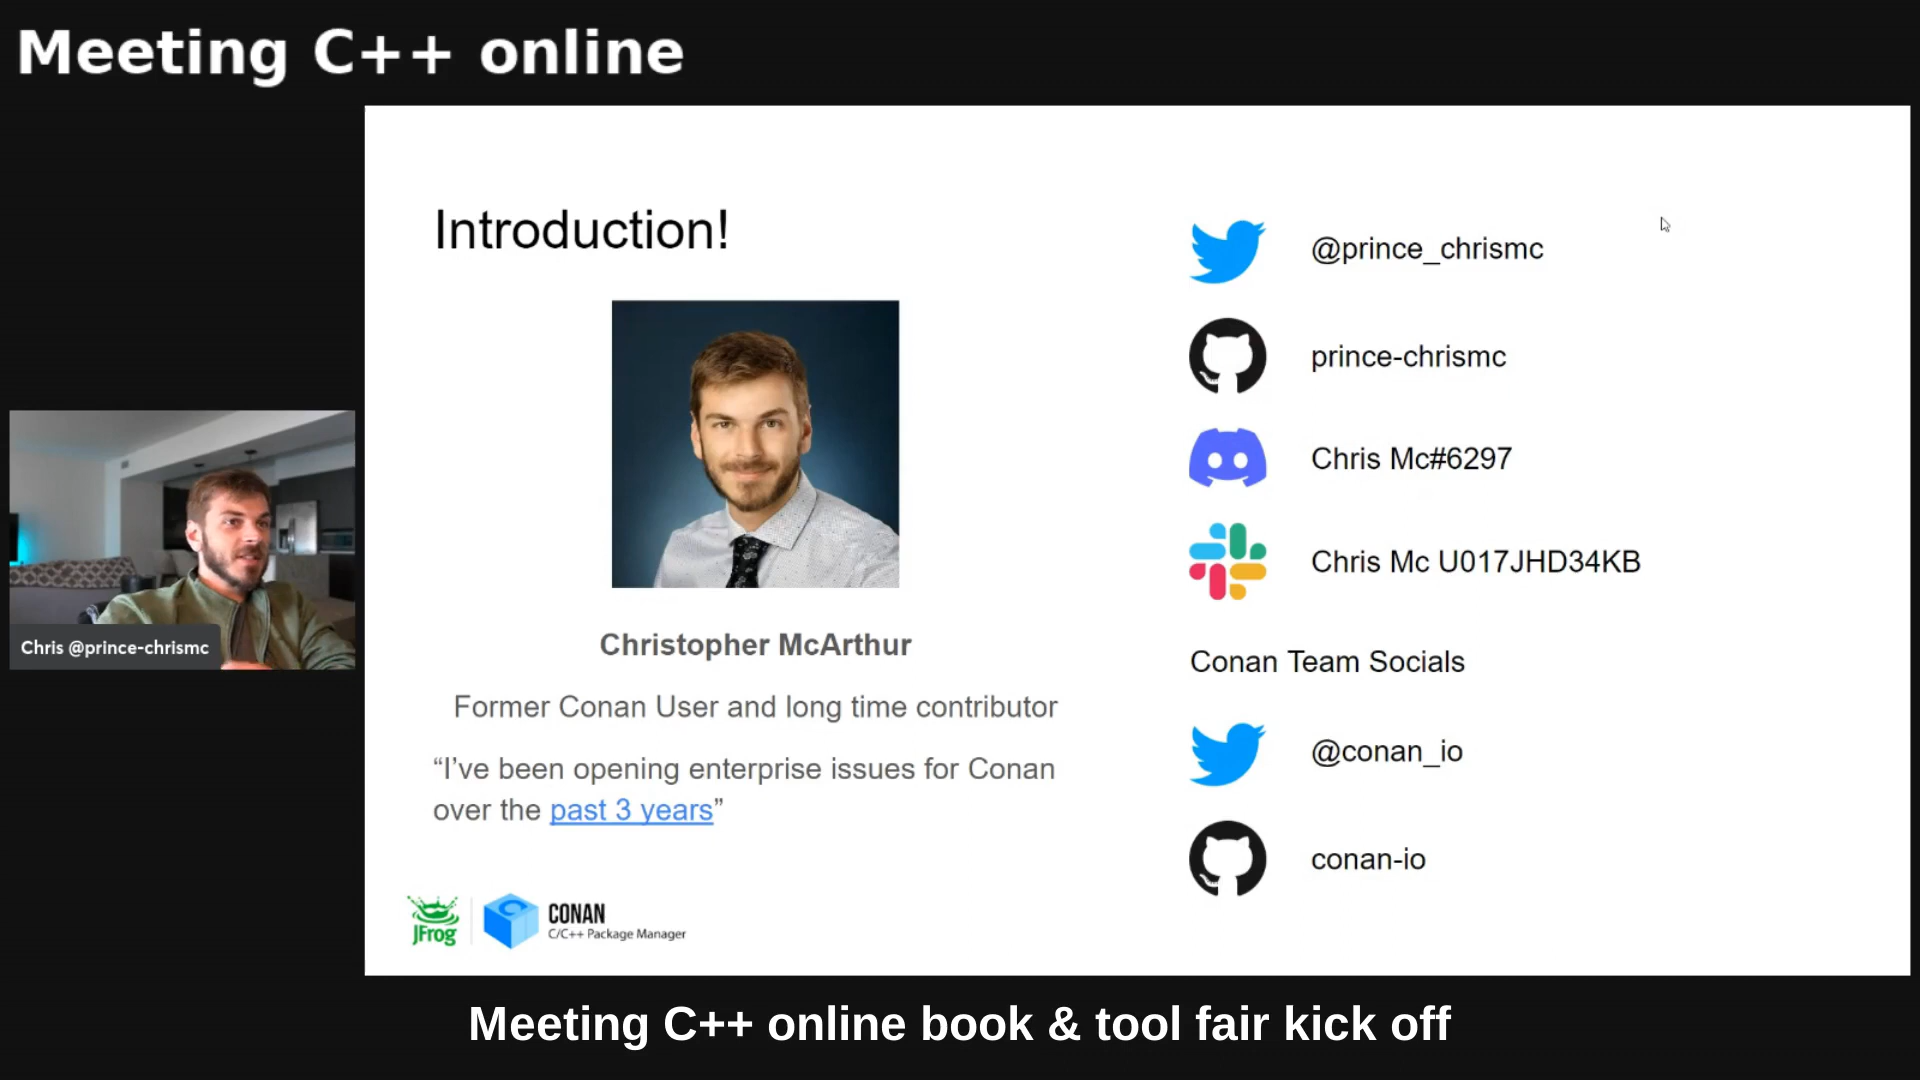 Meeting C++ online
Introduction!
Christopher McArthur
Former Conan User and long time contributor
“I’ve been opening enterprise issues for Conan
over the past 3 years”
JFrog
CONAN
C/C++ Package Manager
@prince_chrismc
prince-chrismc
Chris Mc#6297
Chris Mc U017JHD34KB
Conan Team Socials
@conan_io
conan-io
Chris @prince-chrismc
Meeting C++ online book & tool fair kick off